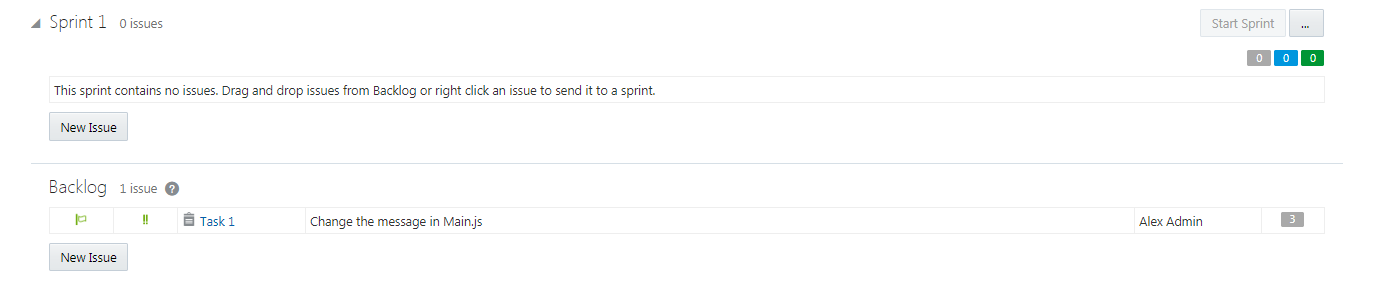 Sprint 1 0 issues Start Sprint ...
0 0 0
This sprint contains no issues. Drag and drop issues from Backlog or right click an issue to send it to a sprint.
New Issue
Backlog 1 issue ?
!! Task 1 Change the message in Main.js Alex Admin 3
New Issue